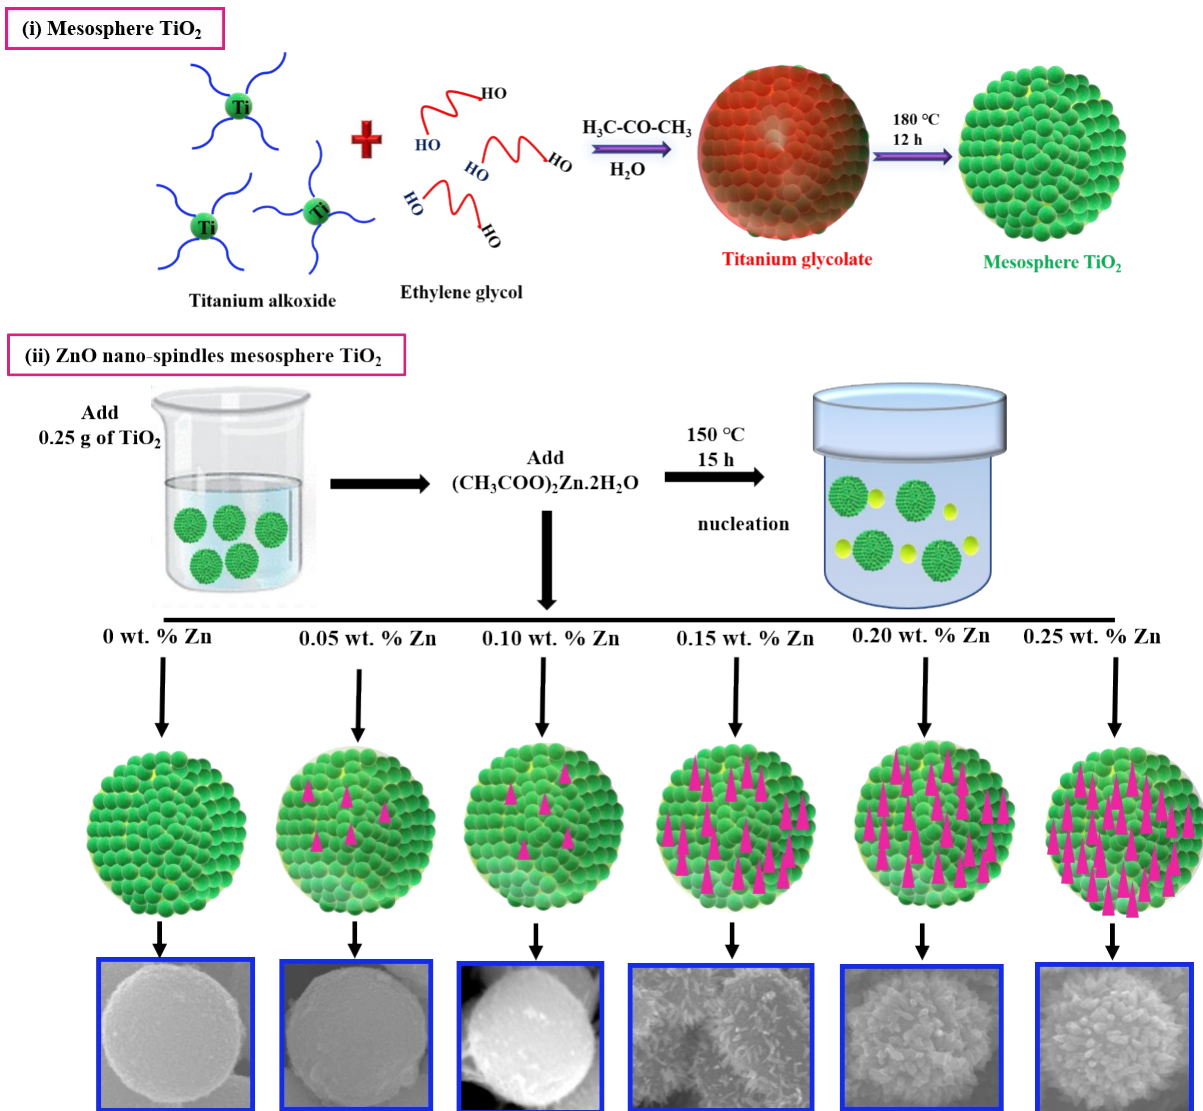 (i) Mesosphere TiO₂
Ti
Ti
Ti
HO
HO
HO
HO
HO
HO
Titanium alkoxide
Ethylene glycol
H₃C-CO-CH₃
H₂O
180 °C
12 h
Titanium glycolate
Mesosphere TiO₂
(ii) ZnO nano-spindles mesosphere TiO₂
Add
0.25 g of TiO₂
Add
(CH₃COO)₂Zn.2H₂O
150 °C
15 h
nucleation
0 wt. % Zn
0.05 wt. % Zn
0.10 wt. % Zn
0.15 wt. % Zn
0.20 wt. % Zn
0.25 wt. % Zn